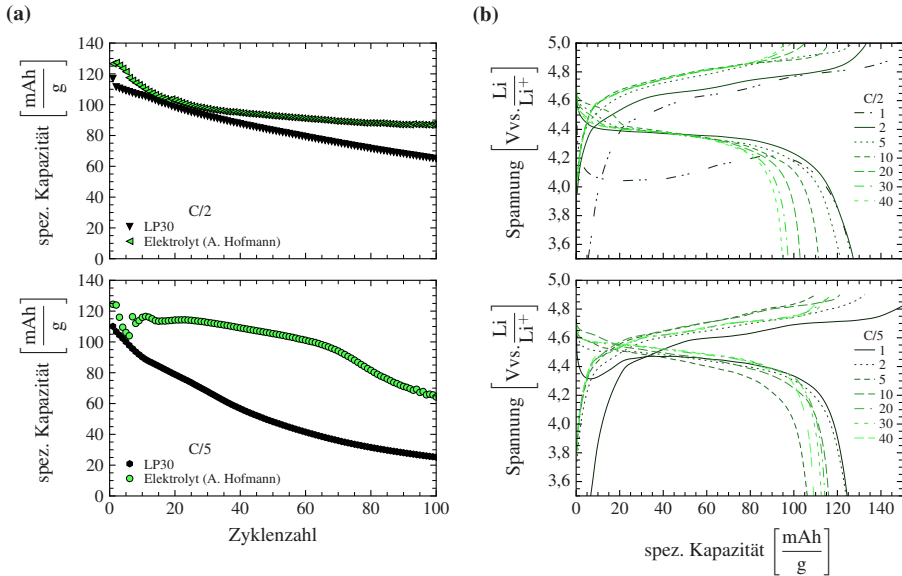 (a)
140
120
100
80
60
40
20
0
spez. Kapazität [mAh/g]
C/2
LP30
Elektrolyt (A. Hofmann)
140
120
100
80
60
40
20
0
spez. Kapazität [mAh/g]
C/5
LP30
Elektrolyt (A. Hofmann)
0 20 40 60 80 100
Zyklenzahl
(b)
5,0
4,8
4,6
4,4
4,2
4,0
3,8
3,6
Spannung [V vs. Li/Li+]
C/2
1
2
5
10
20
30
40
5,0
4,8
4,6
4,4
4,2
4,0
3,8
3,6
Spannung [V vs. Li/Li+]
C/5
1
2
5
10
20
30
40
0 20 40 60 80 100 120 140
spez. Kapazität [mAh/g]